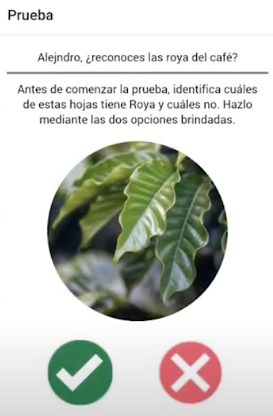 Prueba
Alejndro, ¿reconoces las roya del café?
Antes de comenzar la prueba, identifica cuáles
de estas hojas tiene Roya y cuáles no. Hazlo
mediante las dos opciones brindadas.